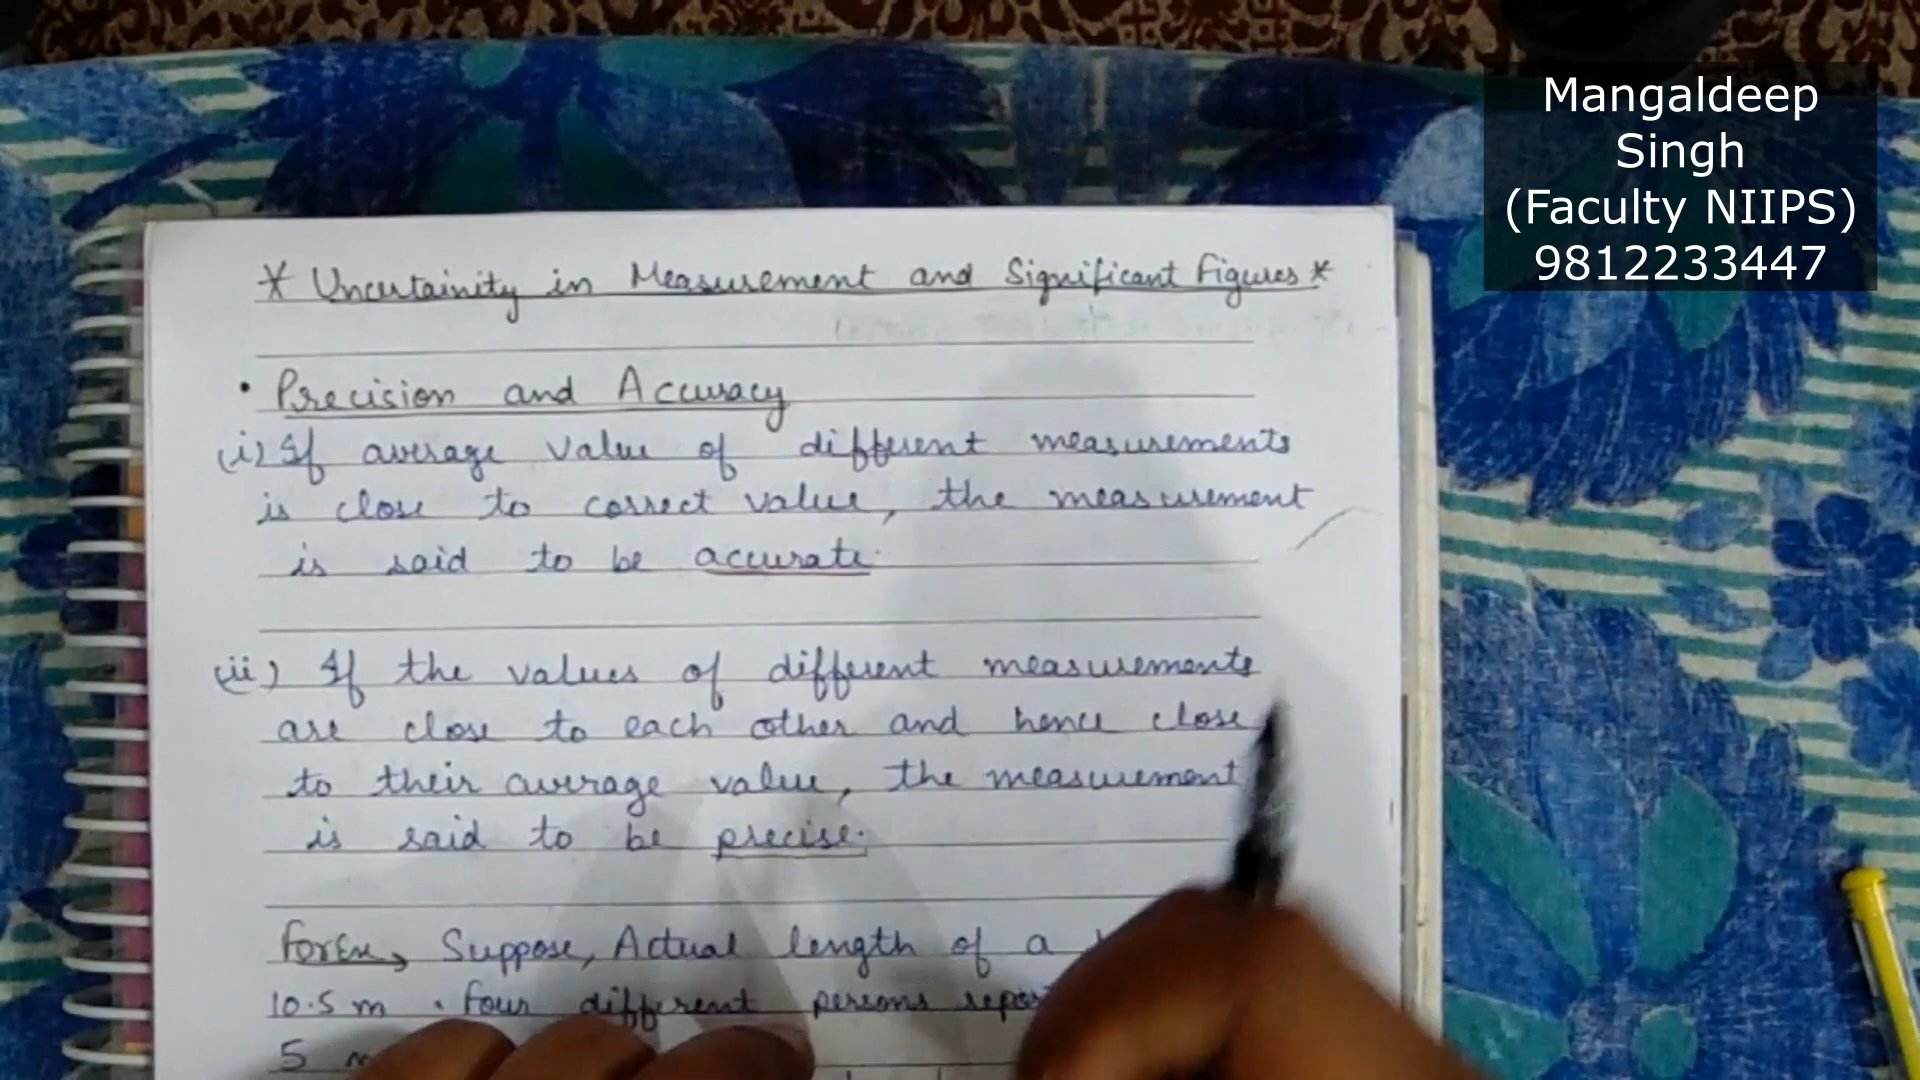 Mangaldeep
Singh
(Faculty NIIPS)
9812233447
* Uncertainity in Measurement and Significant Figures *
• Precision and Accuracy
(i) If average value of different measurements
is close to correct value, the measurement
is said to be accurate.
(ii) If the values of different measurements
are close to each other and hence close
to their average value, the measurement
is said to be precise.
For Ex, Suppose, Actual length of a
10.5 m . Four different persons
5 m